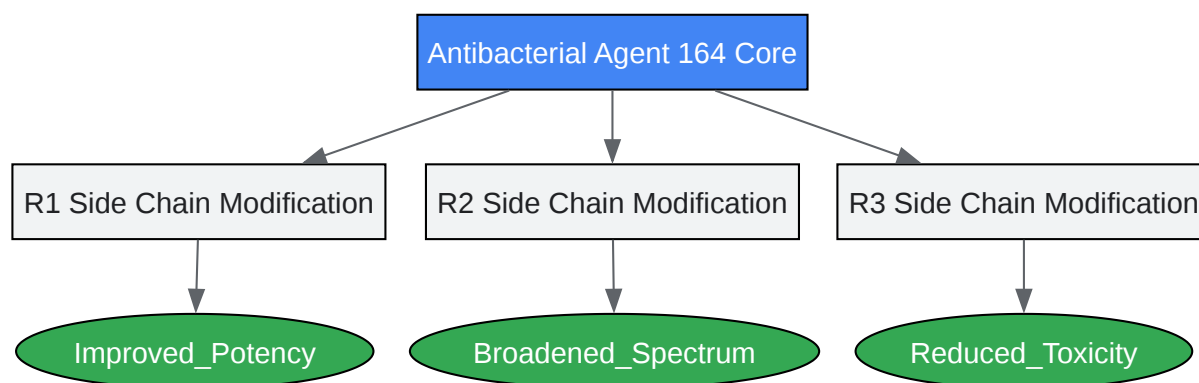 Antibacterial Agent 164 Core
R1 Side Chain Modification
R2 Side Chain Modification
R3 Side Chain Modification
Improved_Potency
Broadened_Spectrum
Reduced_Toxicity